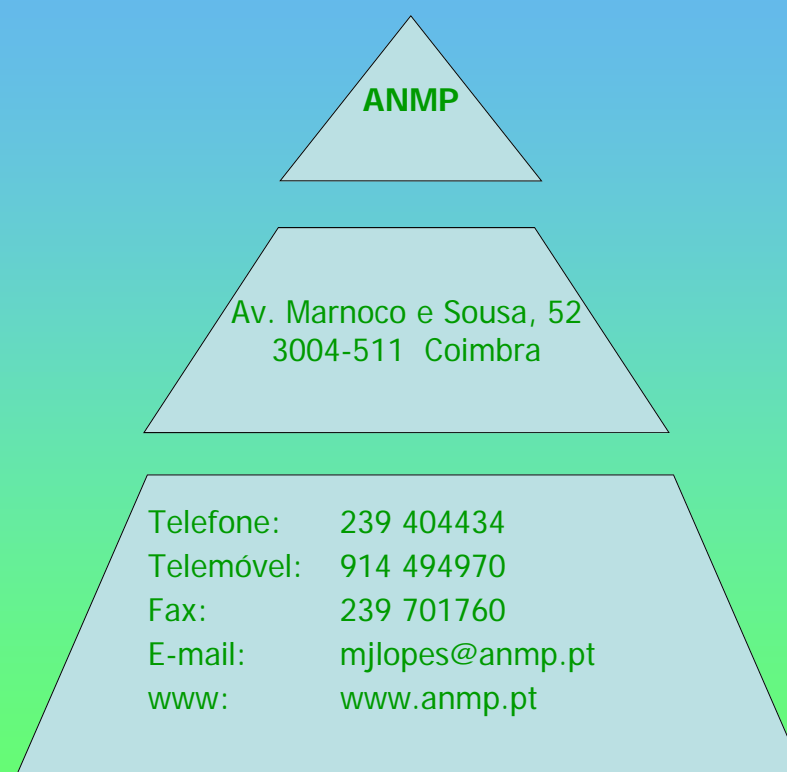 ANMP
Av. Marnoco e Sousa, 52
3004-511 Coimbra
Telefone: 239 404434
Telemóvel: 914 494970
Fax: 239 701760
E-mail: mjlopes@anmp.pt
www: www.anmp.pt